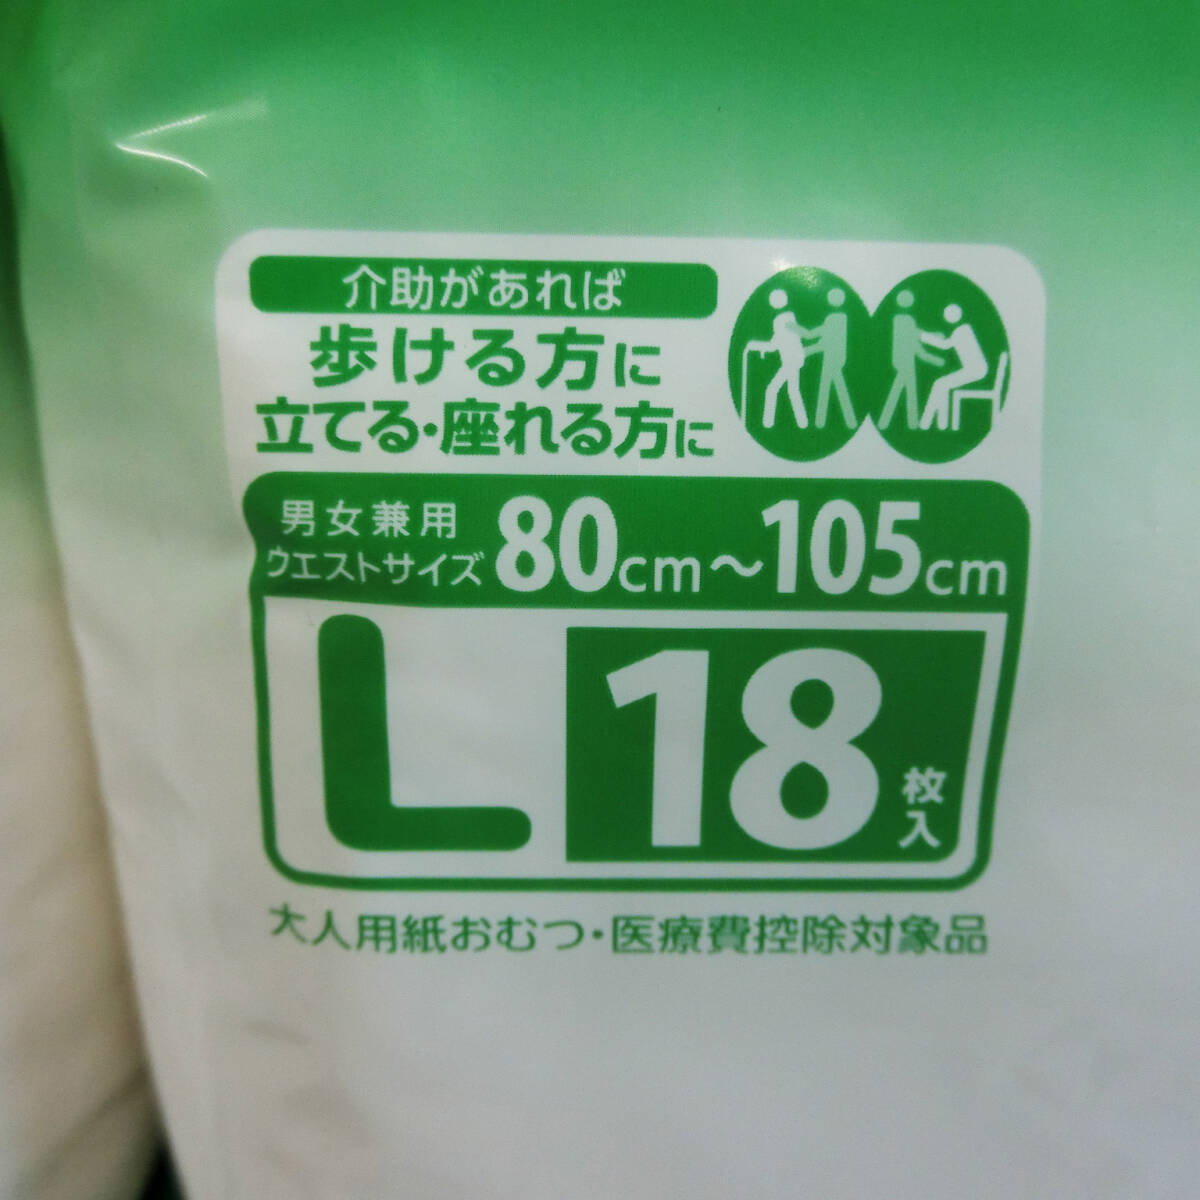 介助があれば
歩ける方に
立てる・座れる方に
男女兼用
ウエストサイズ
80cm～105cm
L
18
枚入
大人用紙おむつ・医療費控除対象品